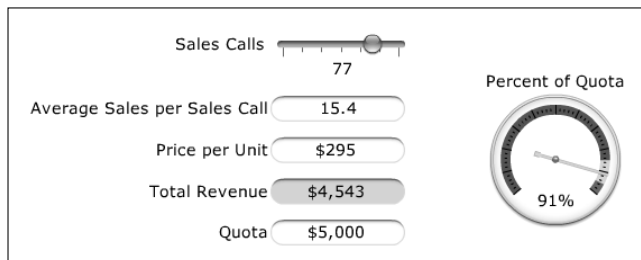 Sales Calls
77
Average Sales per Sales Call 15.4
Price per Unit $295
Total Revenue $4,543
Quota $5,000
Percent of Quota
91%